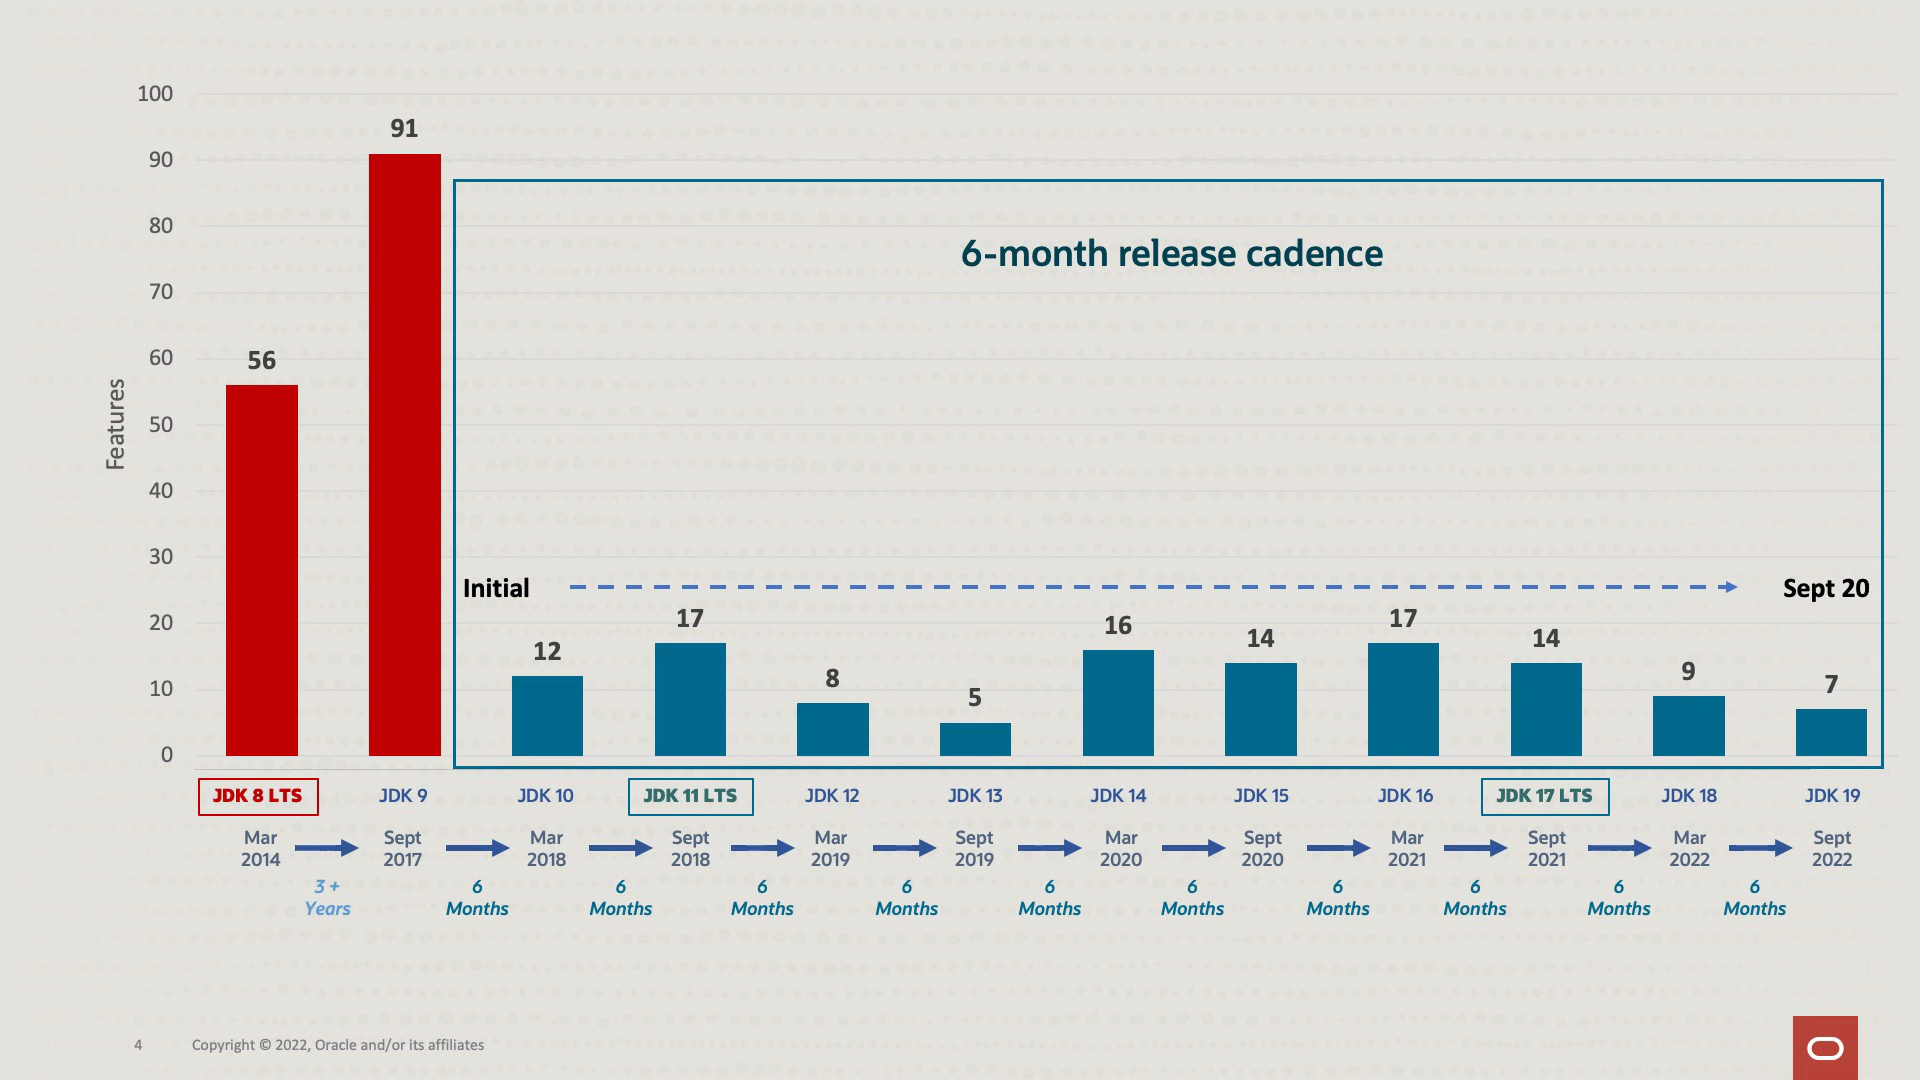 100
90
80
70
60
50
40
30
20
10
0
Features
56
91
6-month release cadence
Initial
Sept 20
12
17
8
5
16
14
17
14
9
7
JDK 8 LTS
JDK 9
JDK 10
JDK 11 LTS
JDK 12
JDK 13
JDK 14
JDK 15
JDK 16
JDK 17 LTS
JDK 18
JDK 19
Mar
2014
Sept
2017
Mar
2018
Sept
2018
Mar
2019
Sept
2019
Mar
2020
Sept
2020
Mar
2021
Sept
2021
Mar
2022
Sept
2022
3 +
Years
6
Months
6
Months
6
Months
6
Months
6
Months
6
Months
6
Months
6
Months
6
Months
6
Months
4
Copyright © 2022, Oracle and/or its affiliates